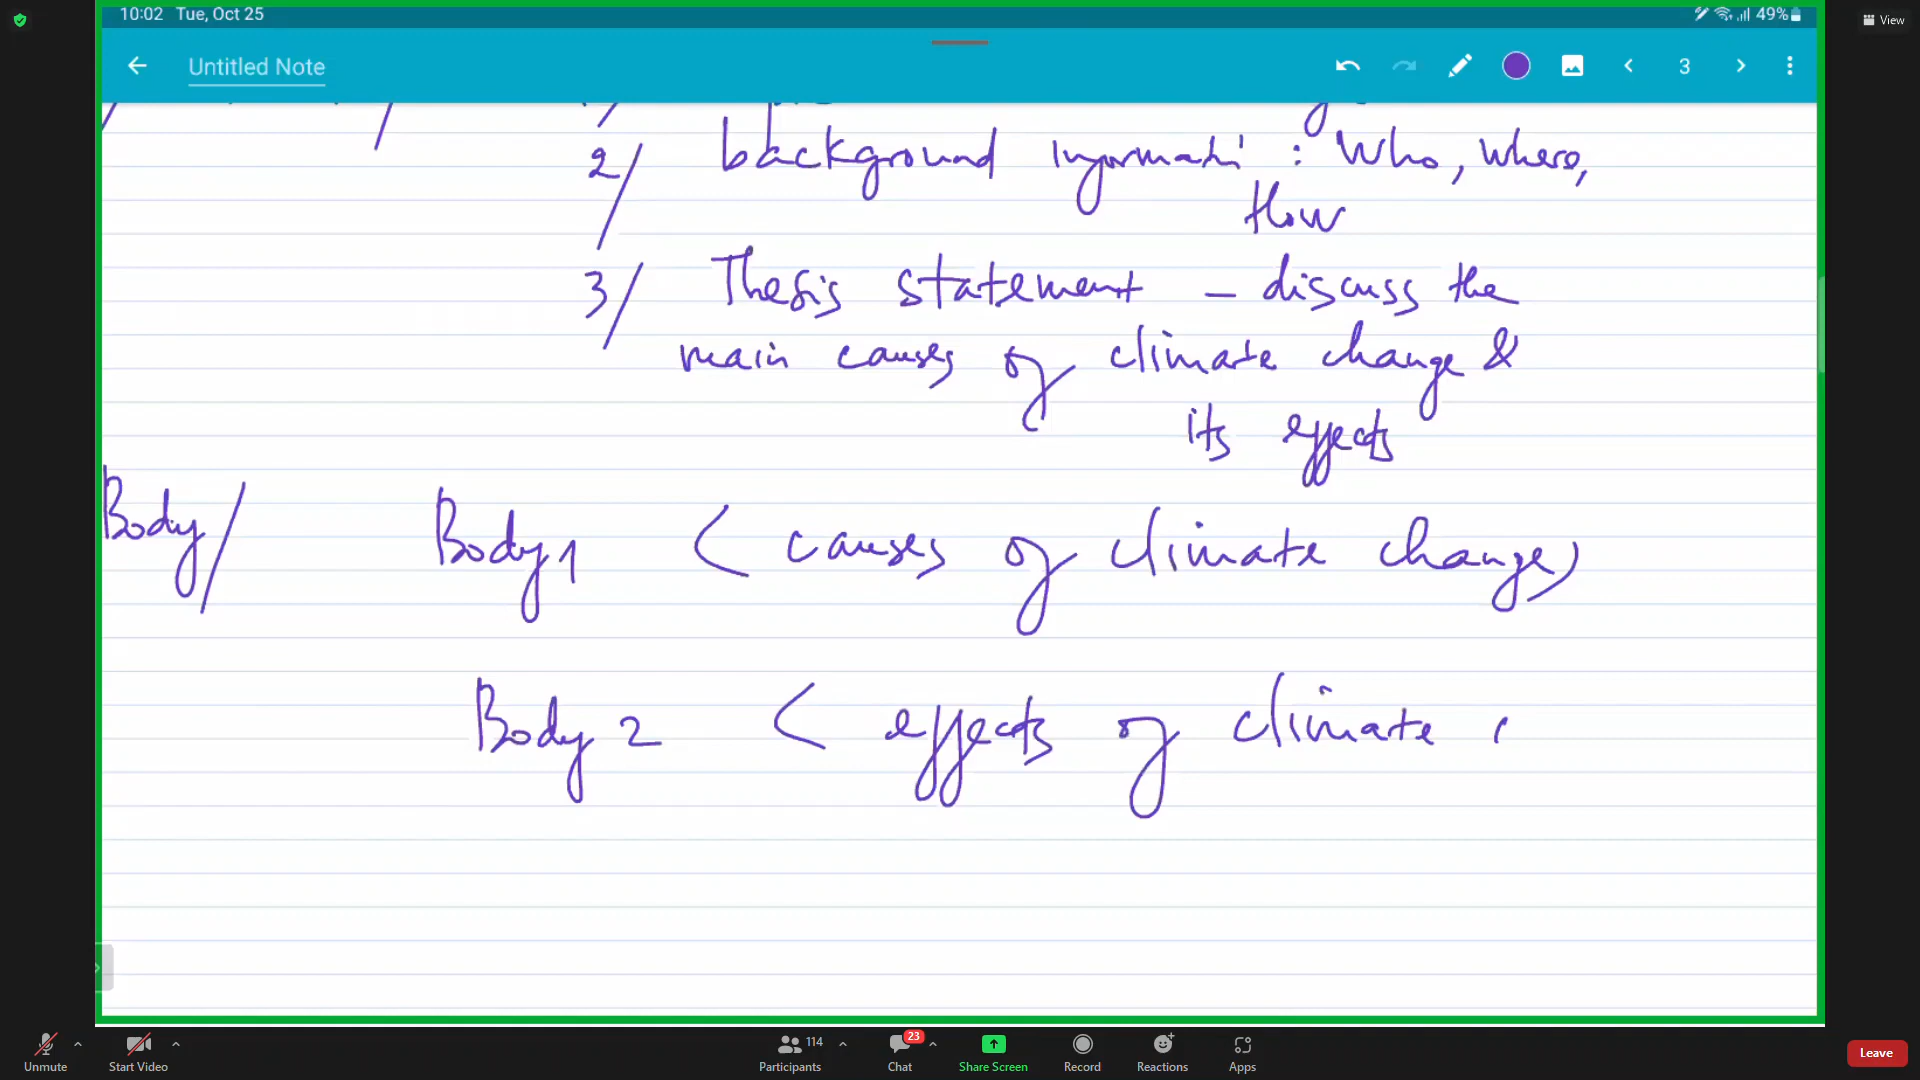 10:02 Tue, Oct 25
49%
View
Untitled Note
3
2/ background informati : Who, where,
How
3/ Thesis statement - discuss the
main causes of climate change &
its effects
Body/ Body 1 ( causes of climate change)
Body 2 ( effects of climate c
Unmute
Start Video
Participants 114
Chat 23
Share Screen
Record
Reactions
Apps
Leave